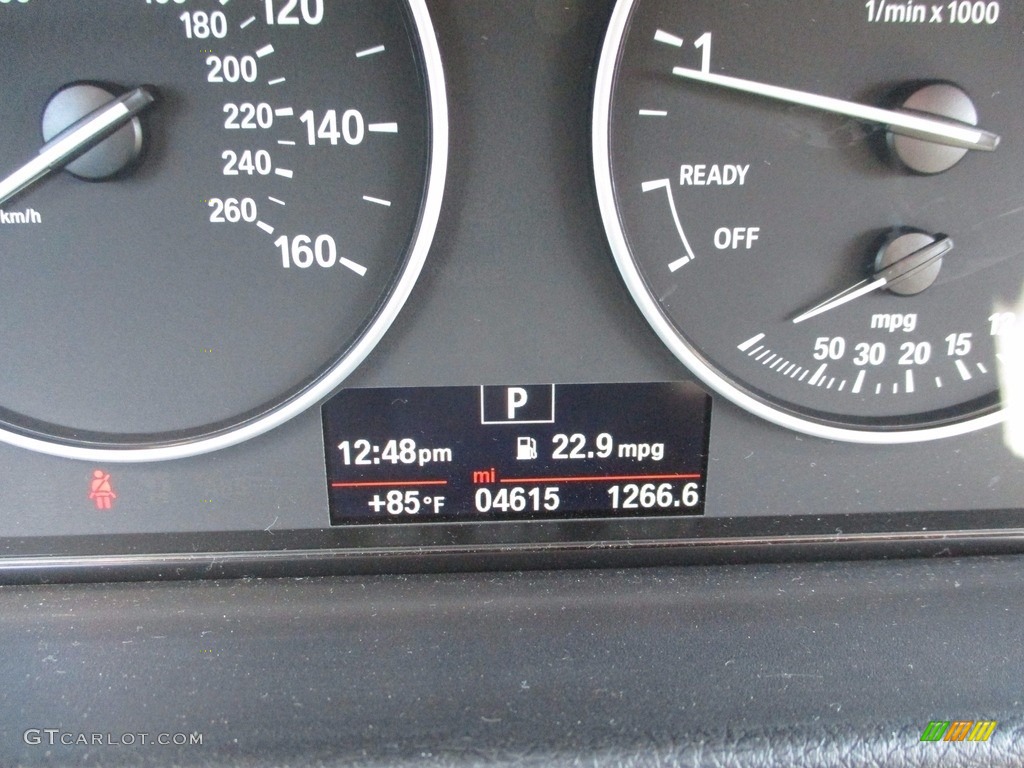 120
180
200
220
140
240
260
160
km/h
1/min x 1000
1
READY
OFF
mpg
50 30 20 15
P
12:48pm
22.9 mpg
mi
+85°F
04615
1266.6
GTCARLOT.COM